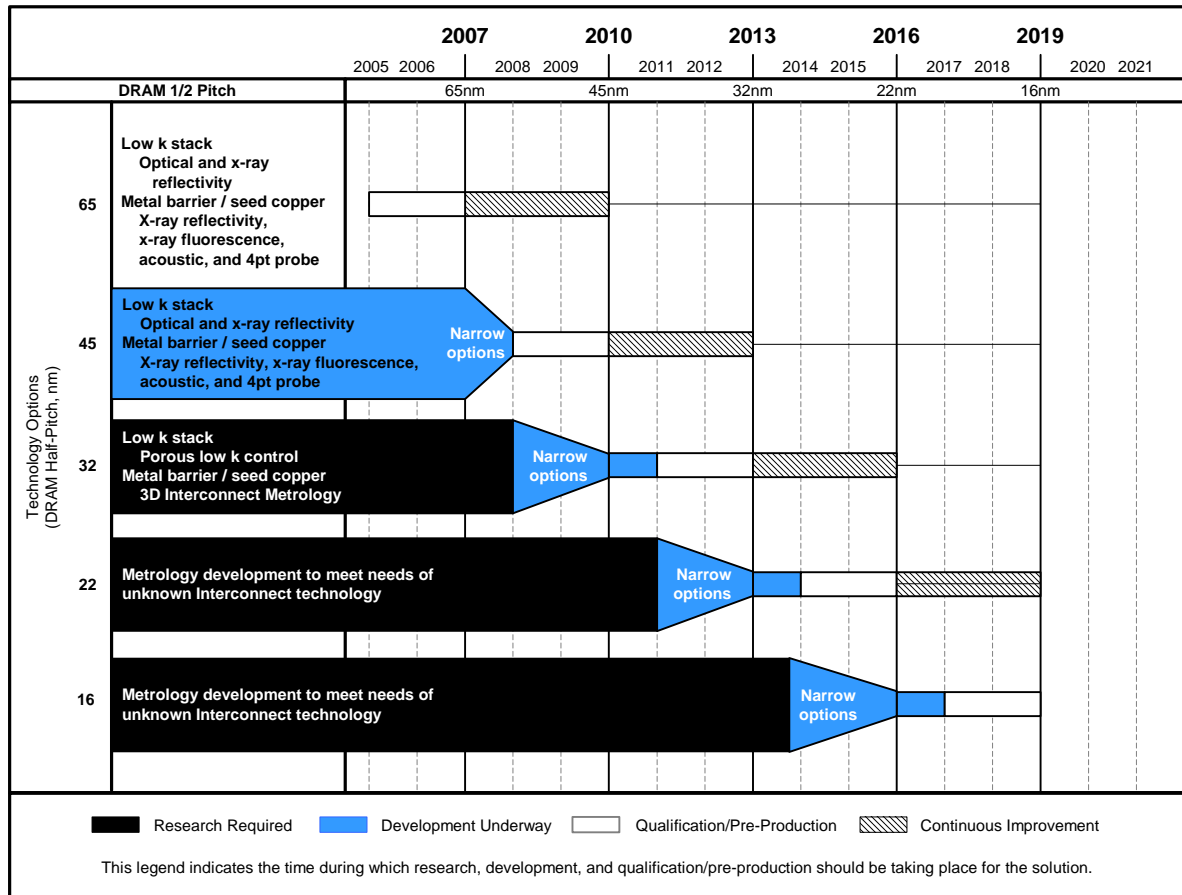 2007 2010 2013 2016 2019
2005 2006 2008 2009 2011 2012 2014 2015 2017 2018 2020 2021
DRAM 1/2 Pitch 65nm 45nm 32nm 22nm 16nm
Technology Options
(DRAM Half-Pitch, nm)
65
Low k stack
Optical and x-ray
reflectivity
Metal barrier / seed copper
X-ray reflectivity,
x-ray fluorescence,
acoustic, and 4pt probe
45
Low k stack
Optical and x-ray reflectivity
Metal barrier / seed copper
X-ray reflectivity, x-ray fluorescence,
acoustic, and 4pt probe
Narrow
options
32
Low k stack
Porous low k control
Metal barrier / seed copper
3D Interconnect Metrology
Narrow
options
22
Metrology development to meet needs of
unknown Interconnect technology
Narrow
options
16
Metrology development to meet needs of
unknown Interconnect technology
Narrow
options
Research Required Development Underway Qualification/Pre-Production Continuous Improvement
This legend indicates the time during which research, development, and qualification/pre-production should be taking place for the solution.